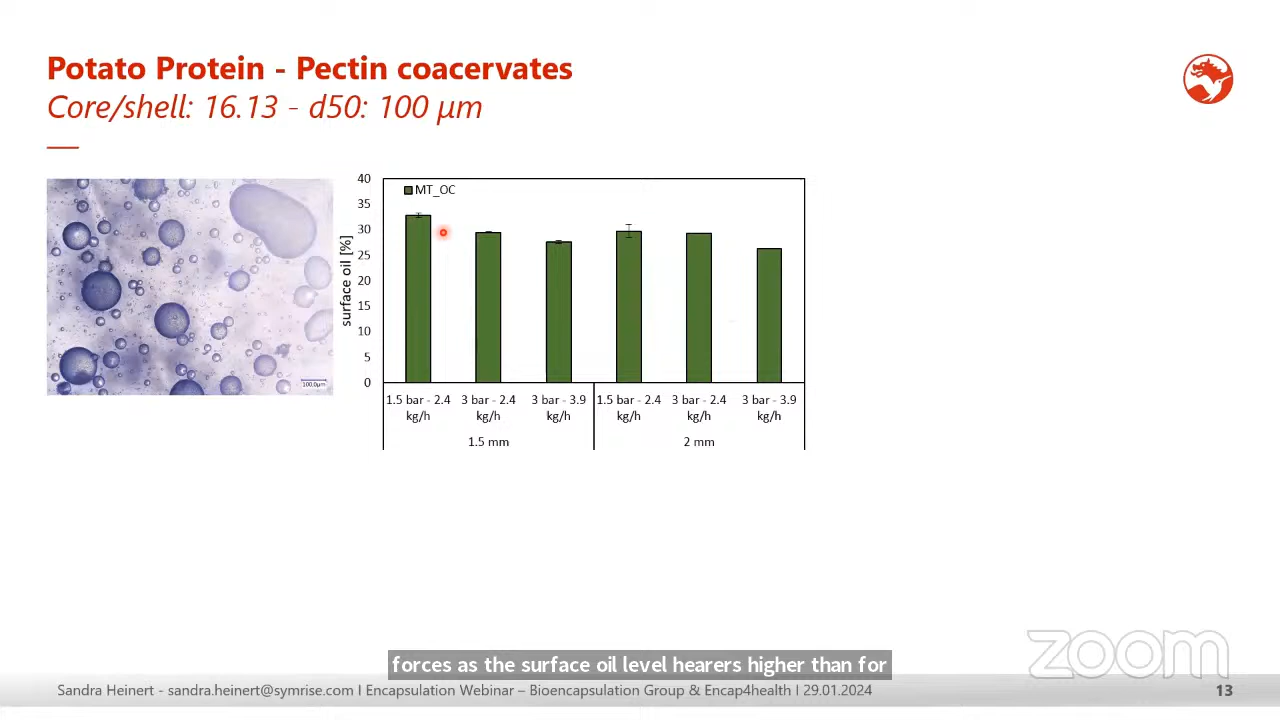 Potato Protein - Pectin coacervates
Core/shell: 16.13 - d50: 100 µm
40
35
30
25
20
15
10
5
0
surface oil [%]
MT_OC
1.5 bar - 2.4 kg/h
3 bar - 2.4 kg/h
3 bar - 3.9 kg/h
1.5 bar - 2.4 kg/h
3 bar - 2.4 kg/h
3 bar - 3.9 kg/h
1.5 mm
2 mm
100,0µm
zoom
forces as the surface oil level hearers higher than for
Sandra Heinert - sandra.heinert@symrise.com I Encapsulation Webinar – Bioencapsulation Group & Encap4health I 29.01.2024
13